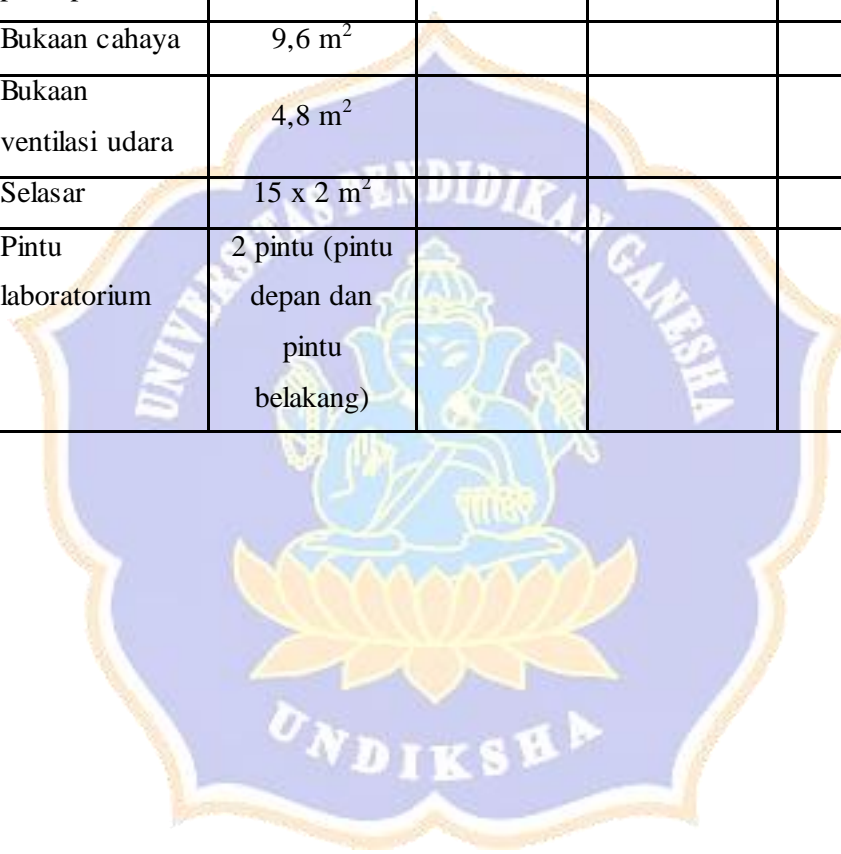 Bukaan cahaya 9,6 m²
Bukaan
ventilasi udara
4,8 m²
Selasar 15 x 2 m²
Pintu
laboratorium
2 pintu (pintu
depan dan
pintu
belakang)
UNIVERSITAS PENDIDIKAN GANESHA
UNDIKSHA